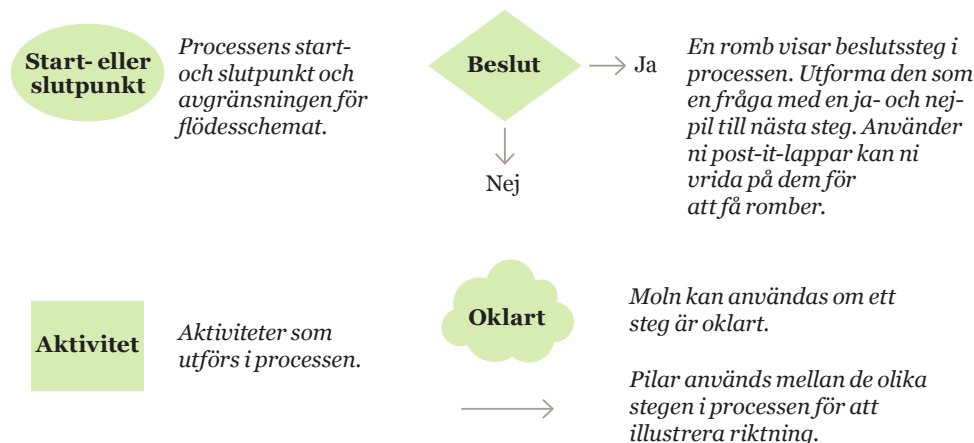 Start- eller
slutpunkt
Processens start-
och slutpunkt och
avgränsningen för
flödesschemat.
Beslut
Ja
Nej
En romb visar beslutssteg i
processen. Utforma den som
en fråga med en ja- och nej-
pil till nästa steg. Använder
ni post-it-lappar kan ni
vrida på dem för
att få romber.
Aktivitet
Aktiviteter som
utförs i processen.
Oklart
Moln kan användas om ett
steg är oklart.
Pilar används mellan de olika
stegen i processen för att
illustrera riktning.